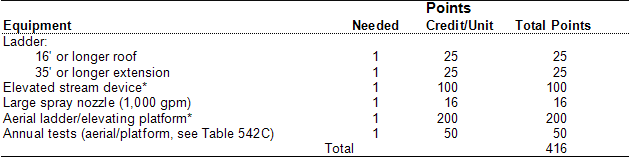 Points
Equipment Needed Credit/Unit Total Points
Ladder:
16' or longer roof 1 25 25
35' or longer extension 1 25 25
Elevated stream device* 1 100 100
Large spray nozzle (1,000 gpm) 1 16 16
Aerial ladder/elevating platform* 1 200 200
Annual tests (aerial/platform, see Table 542C) 1 50 50
Total 416